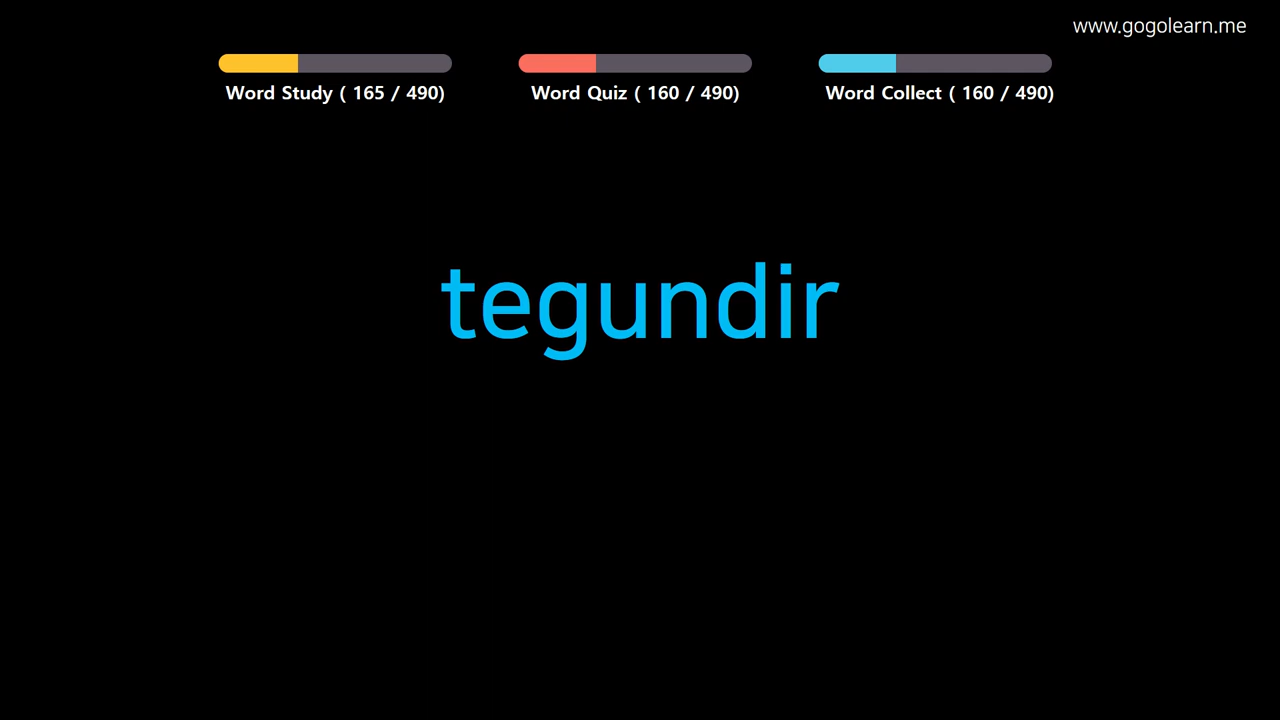 www.gogolearn.me
Word Study ( 165 / 490)
Word Quiz ( 160 / 490)
Word Collect ( 160 / 490)
tegundir